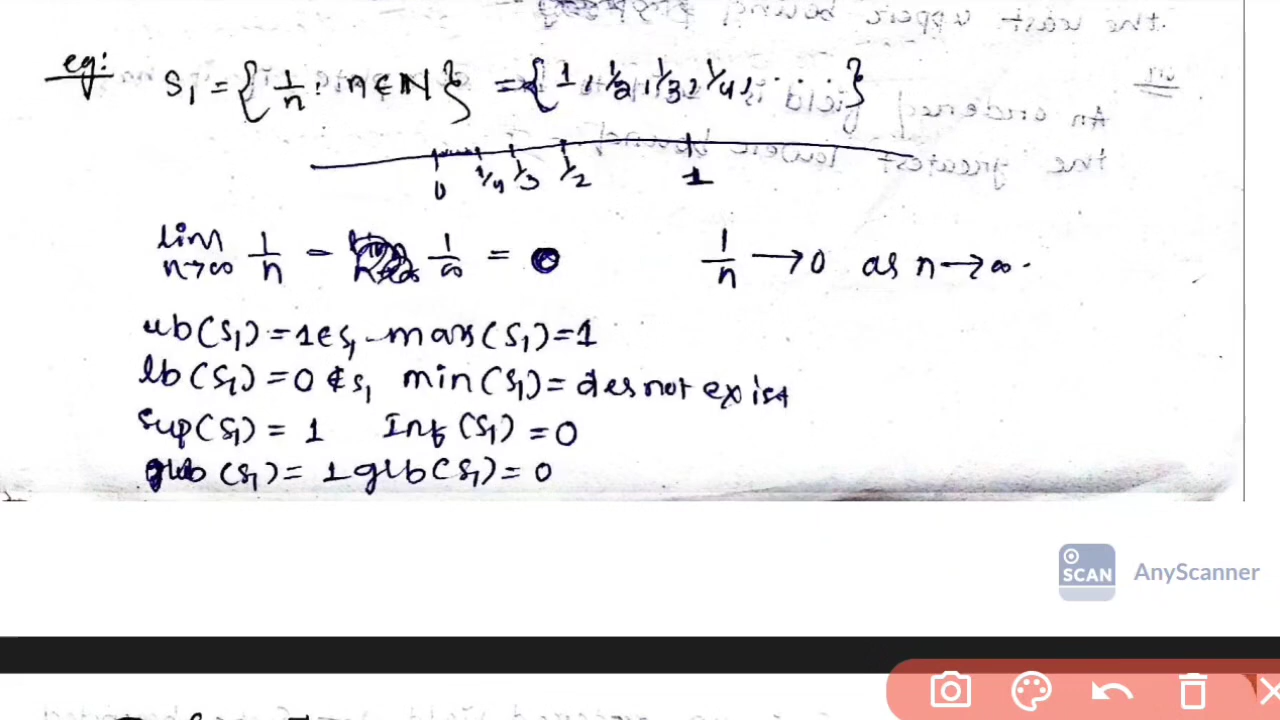 eg: S₁ = {1/n : n ∈ N} = {1, 1/2, 1/3, 1/4, . . . . }
0 1/4 1/3 1/2 1
lim n→∞ 1/n = 1/∞ = 0 1/n → 0 as n → ∞.
ub(S₁) = 1 ∈ S₁ max(S₁) = 1
lb(S₁) = 0 ∉ S₁, min(S₁) = des not exist
Sup(S₁) = 1 Inf(S₁) = 0
lub(S₁) = 1 glb(S₁) = 0
SCAN AnyScanner